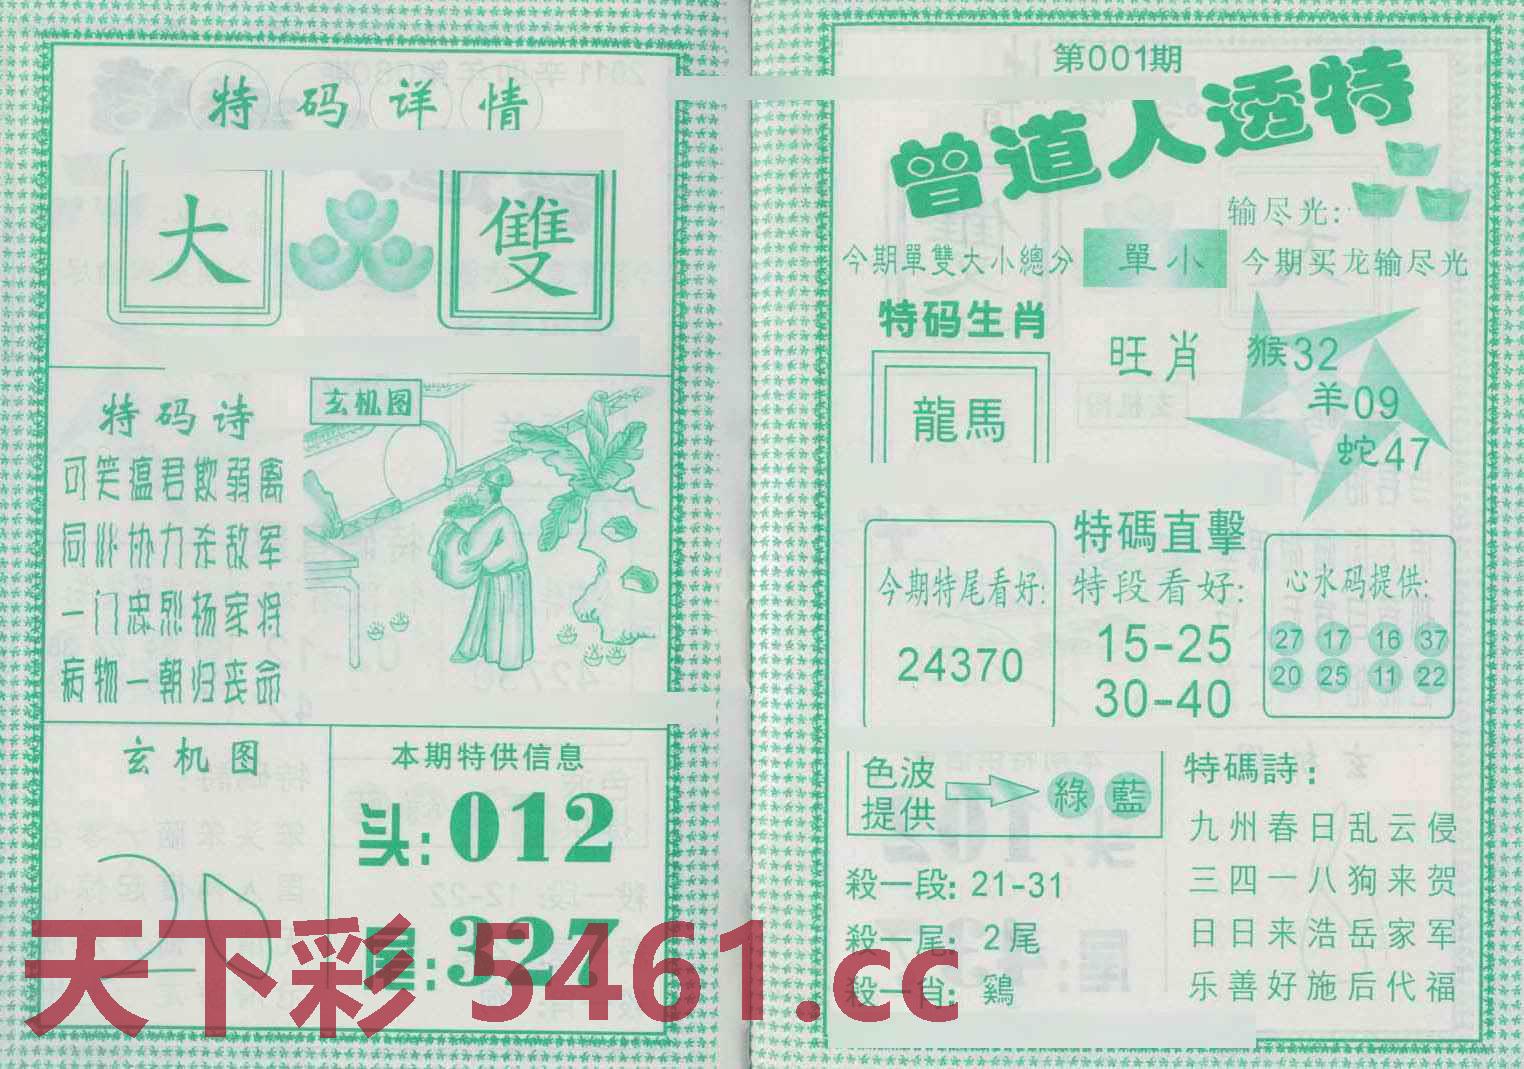 特码详情
大 雙
特码诗
可笑瘟君欺弱离
同心协力杀敌军
一门忠烈杨家将
病物一朝归丧命
玄机图
玄机图
本期特供信息
头:012
尾:327
第001期
曾道人透特
输尽光:
今期單雙大小總分 單小 今期买龙输尽光
特码生肖
龍馬
旺肖
猴32
羊09
蛇47
今期特尾看好:
24370
特碼直擊
特段看好:
15-25
30-40
心水码提供:
27 17 16 37
20 25 11 22
色波
提供
綠 藍
殺一段: 21-31
殺一尾: 2尾
殺一肖: 鷄
特碼詩:
九州春日乱云侵
三四一八狗来贺
日日来浩岳家军
乐善好施后代福
天下彩 5461.cc